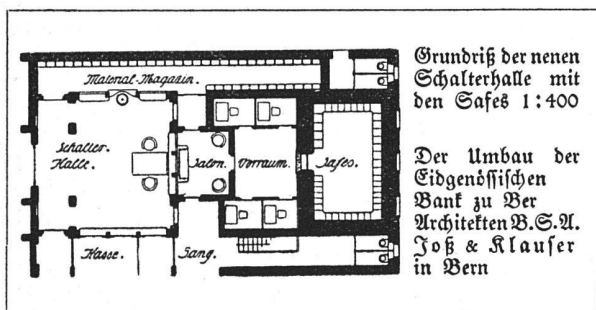 Material-Magazin.
Schalter-
Halle.
Salon.
Vorraum.
Safes.
Kasse.
Gang.
Grundriß der nenen
Schalterhalle mit
den Safes 1:400
Der Umbau der
Eidgenössischen
Bank zu Ber
Architekten B.S.A.
Joß & Klauser
in Bern